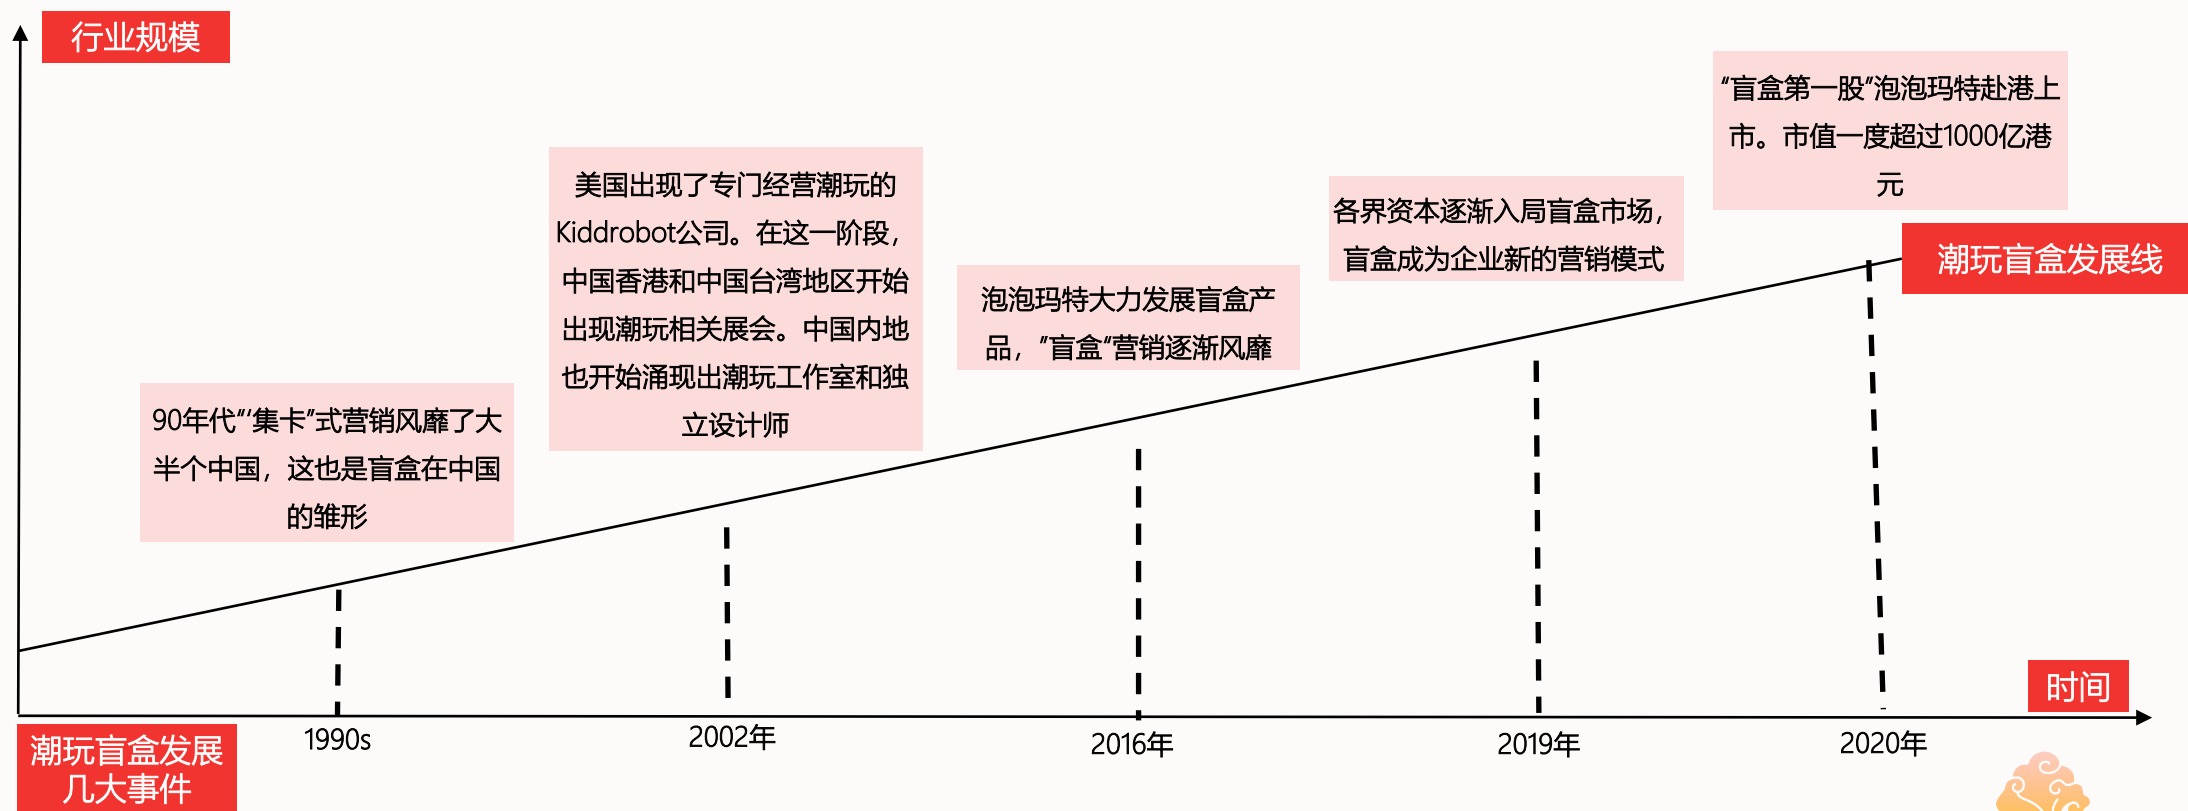 行业规模
“盲盒第一股”泡泡玛特赴港上
市。市值一度超过1000亿港
元
美国出现了专门经营潮玩的
Kiddrobot公司。在这一阶段，
中国香港和中国台湾地区开始
出现潮玩相关展会。中国内地
也开始涌现出潮玩工作室和独
立设计师
各界资本逐渐入局盲盒市场，
盲盒成为企业新的营销模式
潮玩盲盒发展线
泡泡玛特大力发展盲盒产
品，”盲盒“营销逐渐风靡
90年代“‘集卡”式营销风靡了大
半个中国，这也是盲盒在中国
的雏形
时间
潮玩盲盒发展
几大事件
1990s
2002年
2016年
2019年
2020年